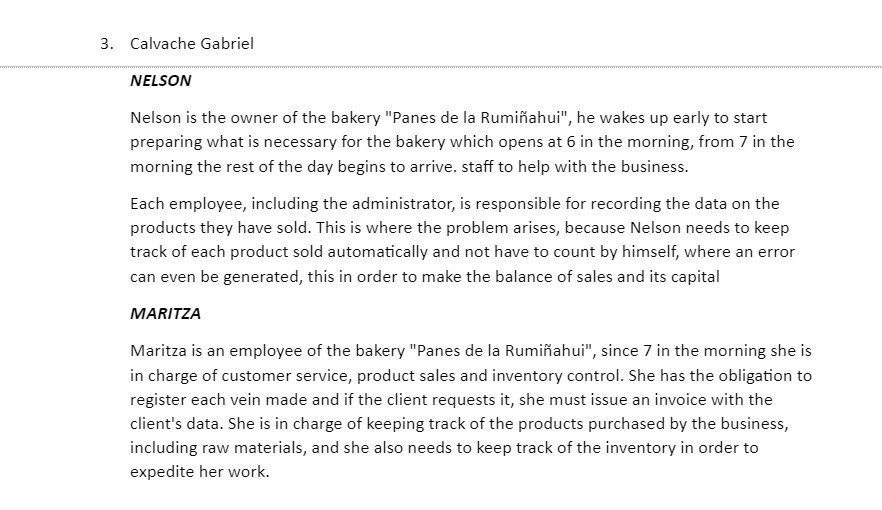 3. Calvache Gabriel
NELSON
Nelson is the owner of the bakery "Panes de la Rumiñahui", he wakes up early to start
preparing what is necessary for the bakery which opens at 6 in the morning, from 7 in the
morning the rest of the day begins to arrive. staff to help with the business.
Each employee, including the administrator, is responsible for recording the data on the
products they have sold. This is where the problem arises, because Nelson needs to keep
track of each product sold automatically and not have to count by himself, where an error
can even be generated, this in order to make the balance of sales and its capital
MARITZA
Maritza is an employee of the bakery "Panes de la Rumiñahui", since 7 in the morning she is
in charge of customer service, product sales and inventory control. She has the obligation to
register each vein made and if the client requests it, she must issue an invoice with the
client's data. She is in charge of keeping track of the products purchased by the business,
including raw materials, and she also needs to keep track of the inventory in order to
expedite her work.